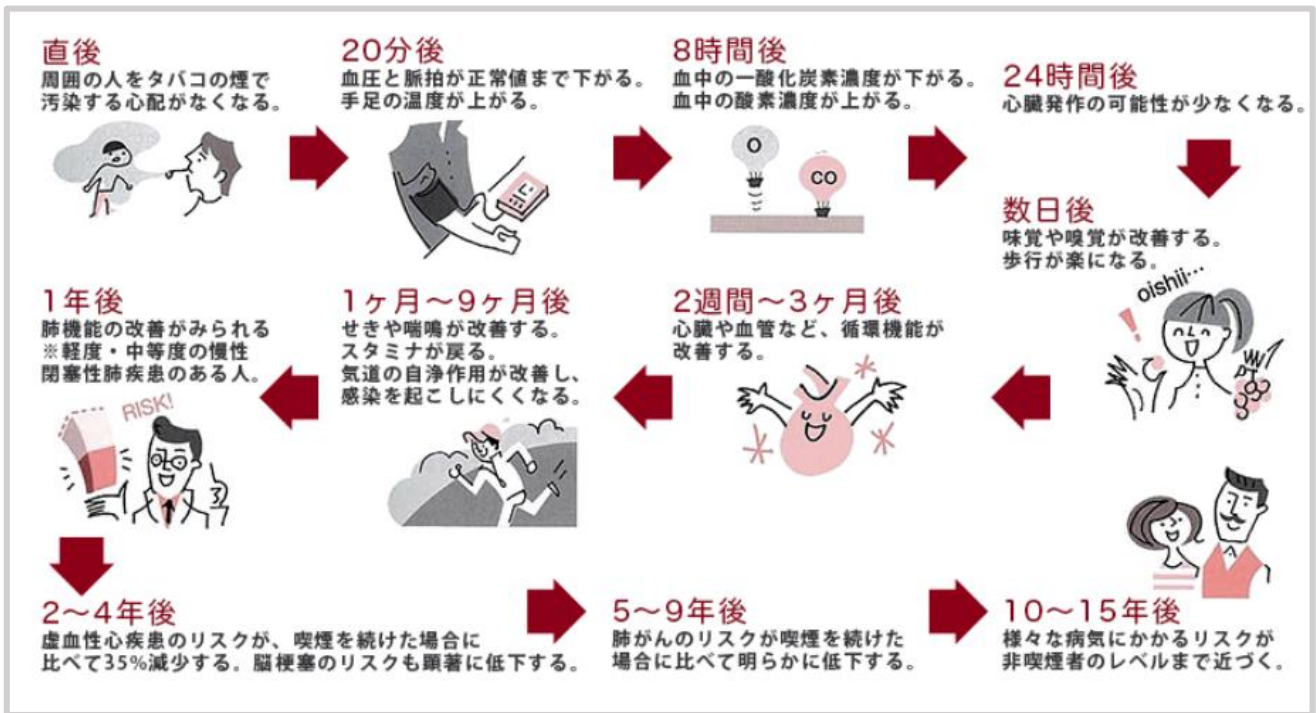 直後
周囲の人をタバコの煙で
汚染する心配がなくなる。
20分後
血圧と脈拍が正常値まで下がる。
手足の温度が上がる。
8時間後
血中の一酸化炭素濃度が下がる。
血中の酸素濃度が上がる。
O
CO
24時間後
心臓発作の可能性が少なくなる。
数日後
味覚や嗅覚が改善する。
歩行が楽になる。
oishii…
!
2週間〜3ヶ月後
心臓や血管など、循環機能が
改善する。
1ヶ月〜9ヶ月後
せきや喘鳴が改善する。
スタミナが戻る。
気道の自浄作用が改善し、
感染を起こしにくくなる。
1年後
肺機能の改善がみられる
※軽度・中等度の慢性
閉塞性肺疾患のある人。
RISK!
2〜4年後
虚血性心疾患のリスクが、喫煙を続けた場合に
比べて35%減少する。脳梗塞のリスクも顕著に低下する。
5〜9年後
肺がんのリスクが喫煙を続けた
場合に比べて明らかに低下する。
10〜15年後
様々な病気にかかるリスクが
非喫煙者のレベルまで近づく。